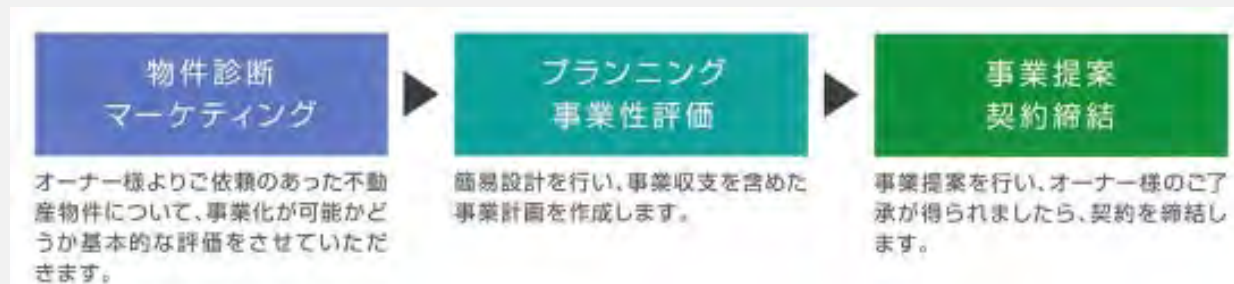 物件診断
マーケティング
オーナー様よりご依頼のあった不動
産物件について、事業化が可能かど
うか基本的な評価をさせていただ
きます。
プランニング
事業性評価
簡易設計を行い、事業収支を含めた
事業計画を作成します。
事業提案
契約締結
事業提案を行い、オーナー様のご了
承が得られましたら、契約を締結し
ます。